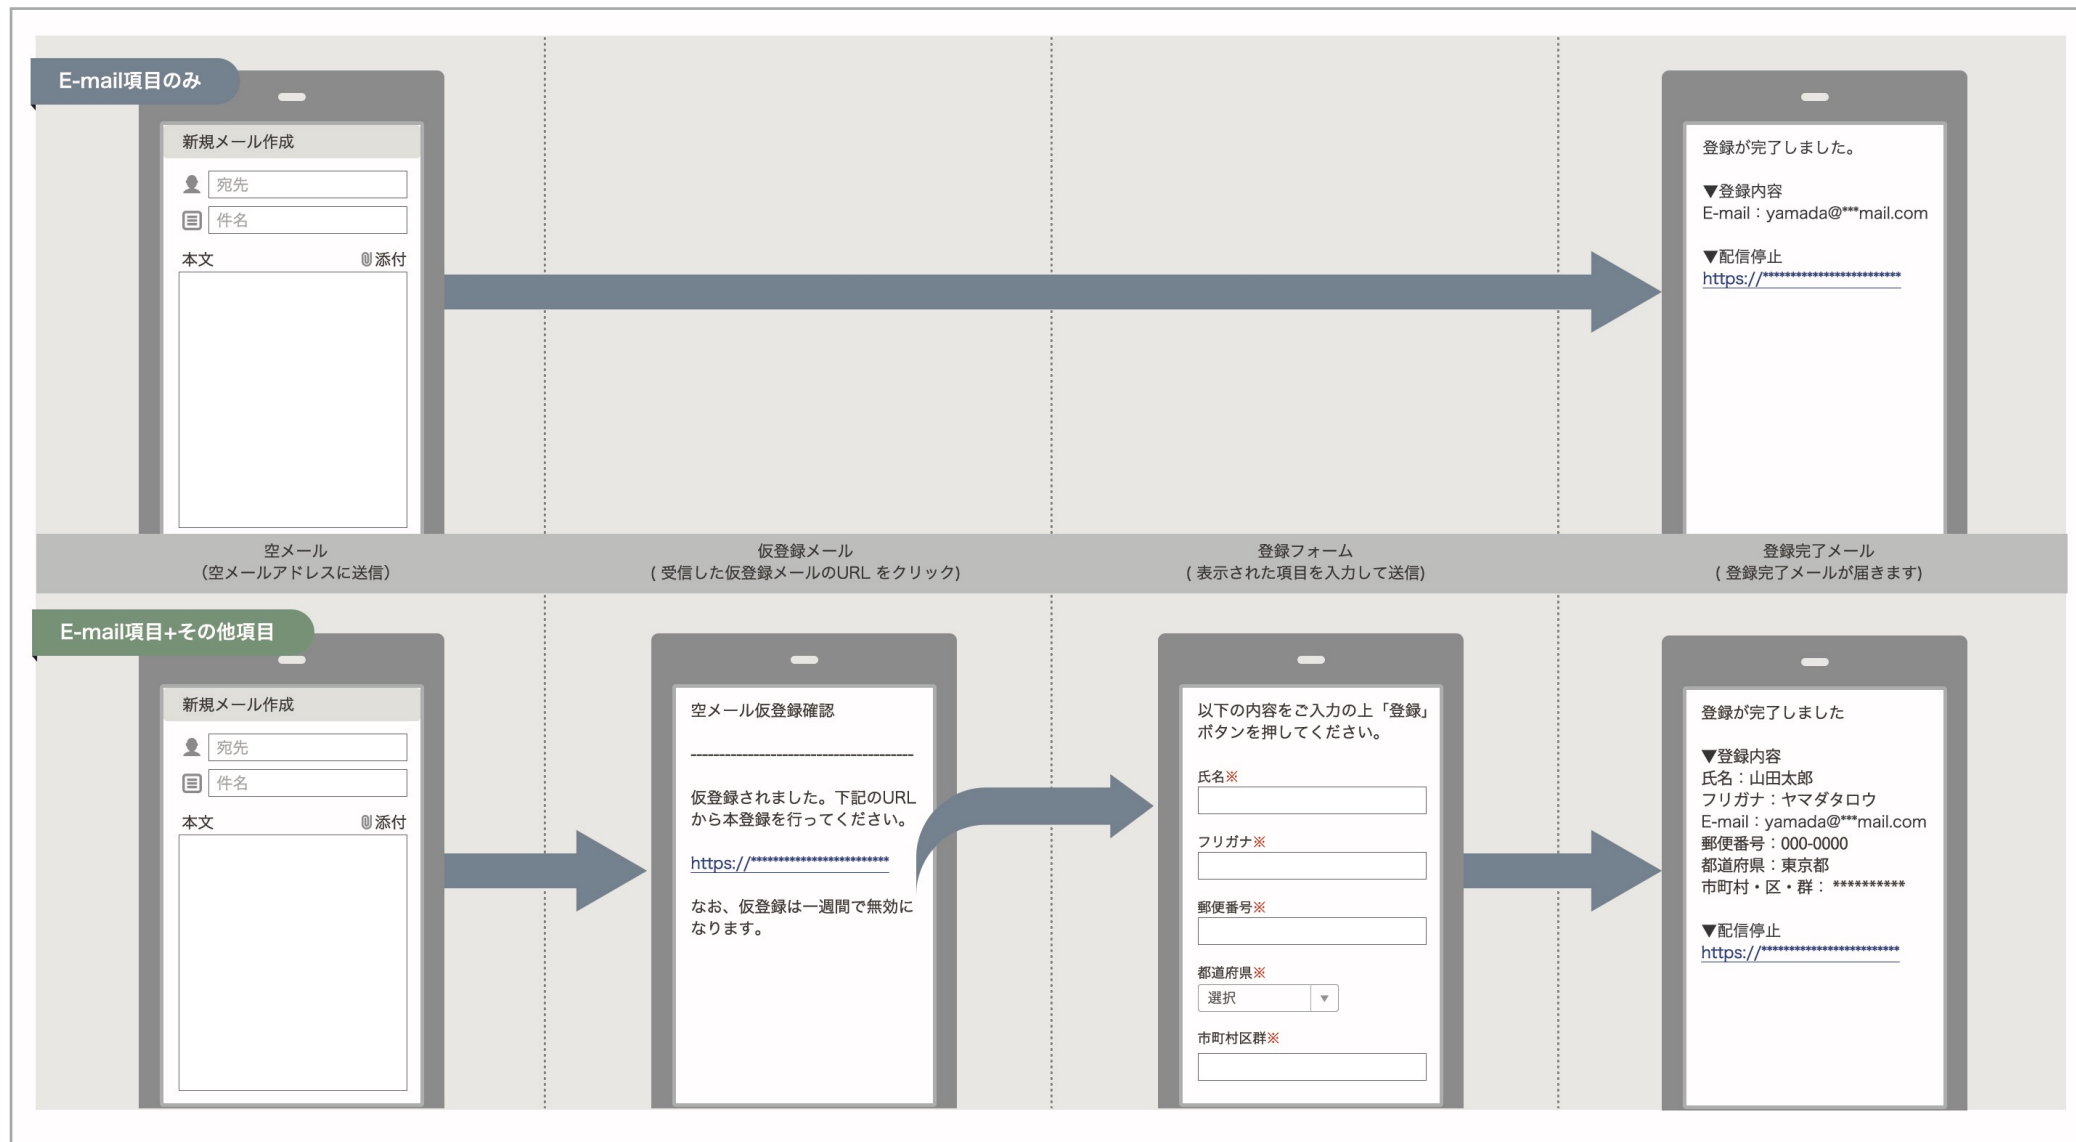 E-mail項目のみ
新規メール作成
宛先
件名
本文 添付
登録が完了しました。
▼登録内容
E-mail：yamada@***mail.com
▼配信停止
https://*************************
空メール
（空メールアドレスに送信）
仮登録メール
( 受信した仮登録メールのURL をクリック)
登録フォーム
( 表示された項目を入力して送信)
登録完了メール
( 登録完了メールが届きます)
E-mail項目+その他項目
新規メール作成
宛先
件名
本文 添付
空メール仮登録確認
---------------------------------------
仮登録されました。下記のURL
から本登録を行ってください。
https://*************************
なお、仮登録は一週間で無効に
なります。
以下の内容をご入力の上「登録」
ボタンを押してください。
氏名※
フリガナ※
郵便番号※
都道府県※
選択 ▼
市町村区群※
登録が完了しました
▼登録内容
氏名：山田太郎
フリガナ：ヤマダタロウ
E-mail：yamada@***mail.com
郵便番号：000-0000
都道府県：東京都
市町村・区・群： **********
▼配信停止
https://*************************